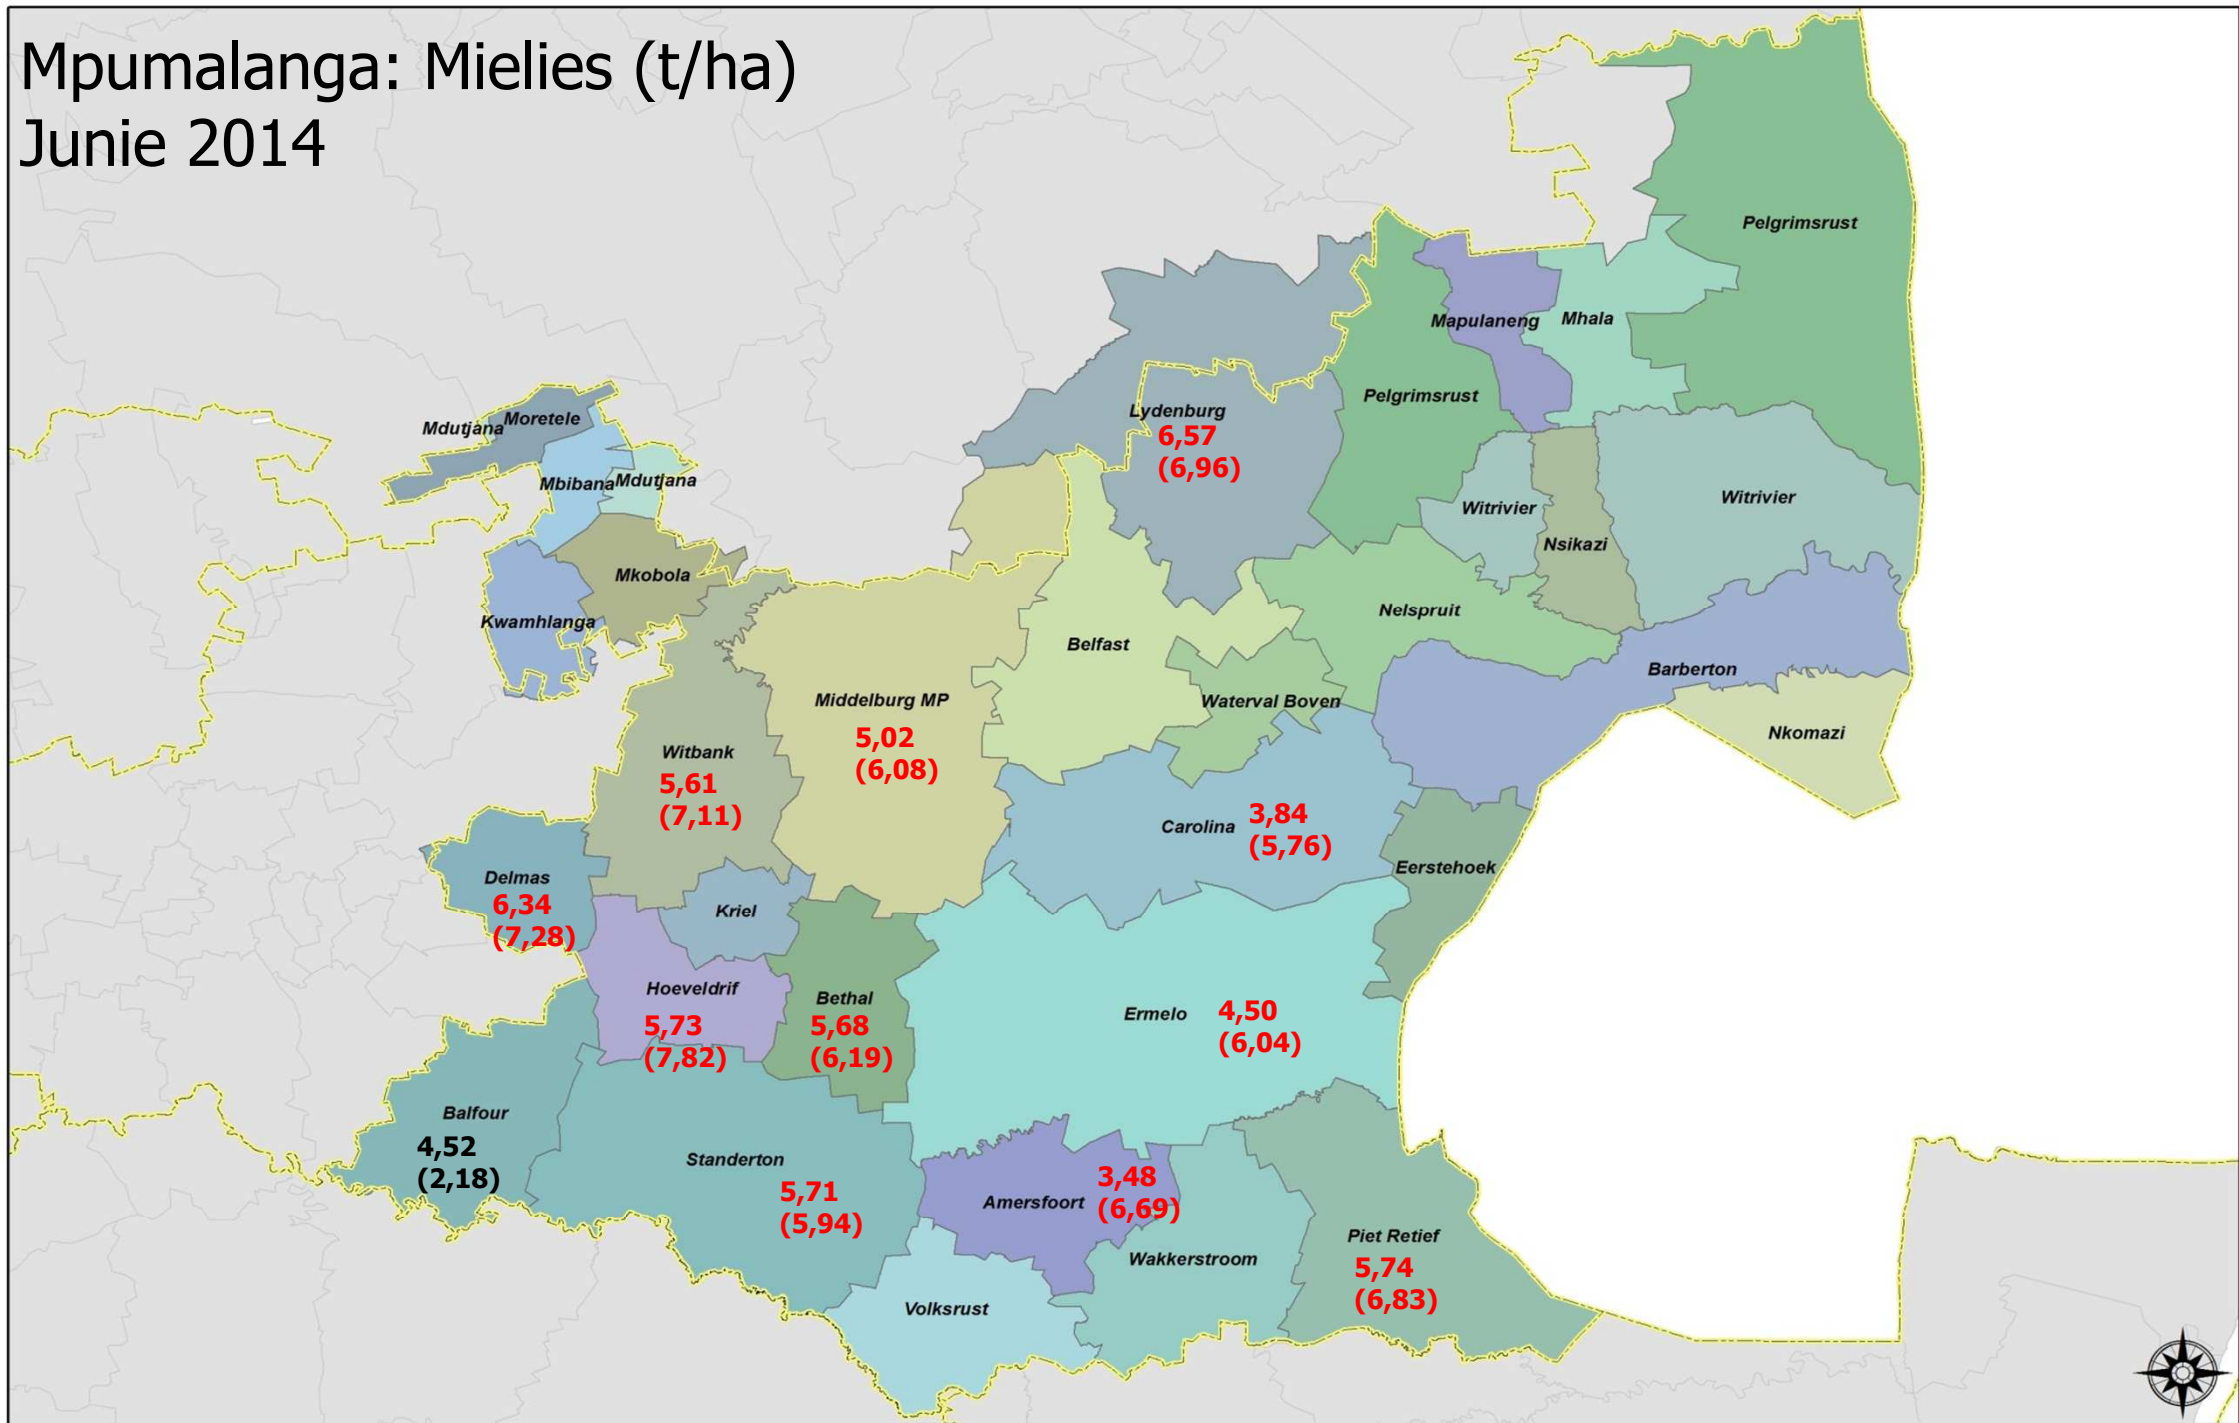 Mpumalanga: Mielies (t/ha)
Junie 2014
Pelgrimsrust
Mapulaneng
Mhala
Pelgrimsrust
Lydenburg
6,57
(6,96)
Mdutjana
Moretele
Mbibana
Mdutjana
Witrivier
Witrivier
Nsikazi
Mkobola
Kwamhlanga
Nelspruit
Belfast
Barberton
Middelburg MP
5,02
(6,08)
Waterval Boven
Nkomazi
Witbank
5,61
(7,11)
Carolina
3,84
(5,76)
Eerstehoek
Delmas
6,34
(7,28)
Kriel
Hoeveldrif
5,73
(7,82)
Bethal
5,68
(6,19)
Ermelo
4,50
(6,04)
Balfour
4,52
(2,18)
Standerton
5,71
(5,94)
Amersfoort
3,48
(6,69)
Wakkerstroom
Piet Retief
5,74
(6,83)
Volksrust